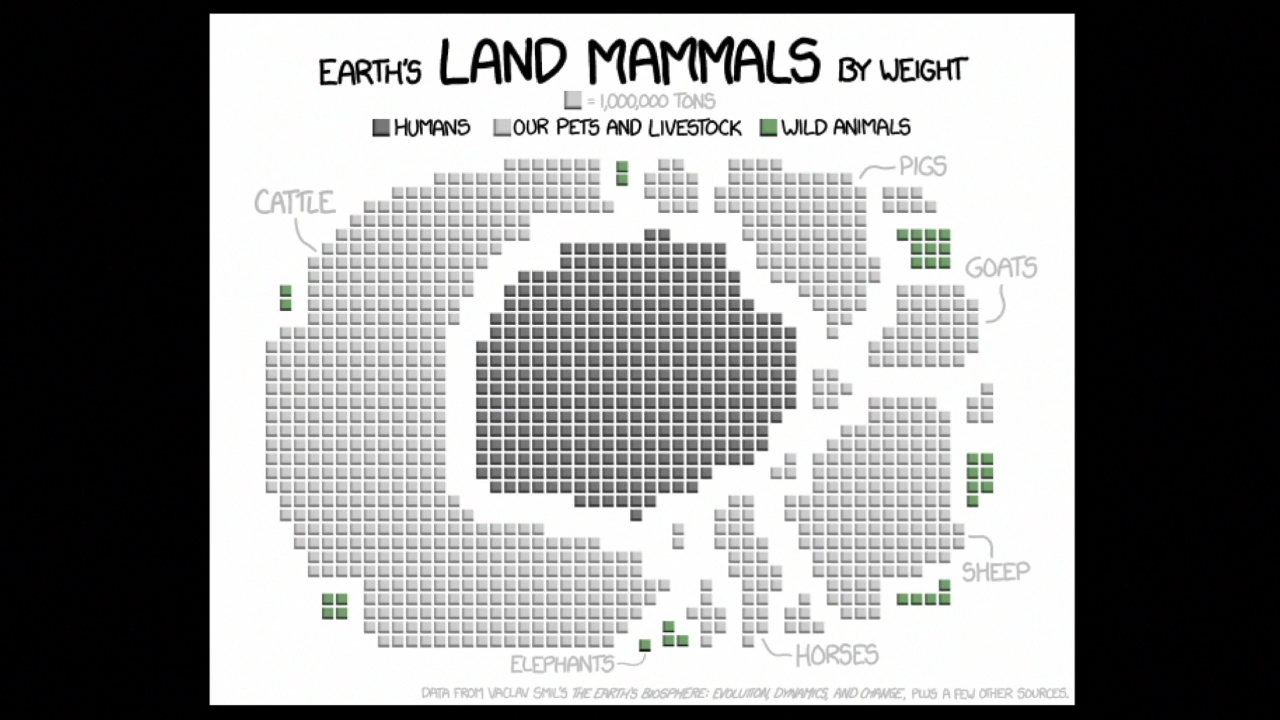 EARTH'S LAND MAMMALS BY WEIGHT
= 1,000,000 TONS
HUMANS OUR PETS AND LIVESTOCK WILD ANIMALS
PIGS
CATTLE
GOATS
SHEEP
HORSES
ELEPHANTS
DATA FROM VACLAV SMIL'S THE EARTH'S BIOSPHERE: EVOLUTION, DYNAMICS, AND CHANGE, PLUS A FEW OTHER SOURCES.